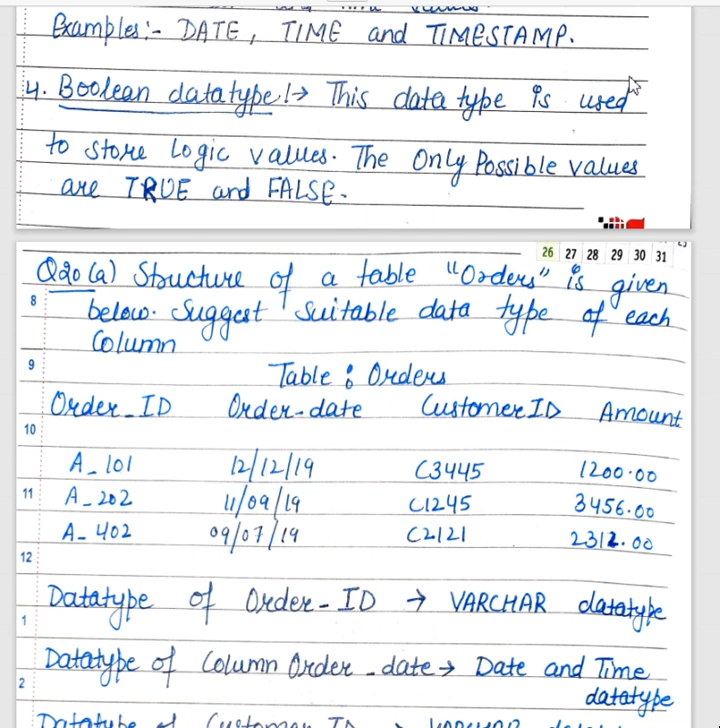 Examples:- DATE, TIME and TIMESTAMP.
4. Boolean datatype:→ This data type is used
to store Logic values. The Only Possible values
are TRUE and FALSE.
26 27 28 29 30 31
Q20(a) Structure of a table "Orders" is given
8 below. Suggest suitable data type of each
Column
9
Table : Orders
Order_ID Order-date CustomerID Amount
10
A_101 12/12/19 C3445 1200.00
11 A_202 11/09/19 C1245 3456.00
A-402 09/07/19 C2121 2312.00
12
Datatype of Order-ID → VARCHAR datatype
1
Datatype of Column Order_date → Date and Time
2 datatype